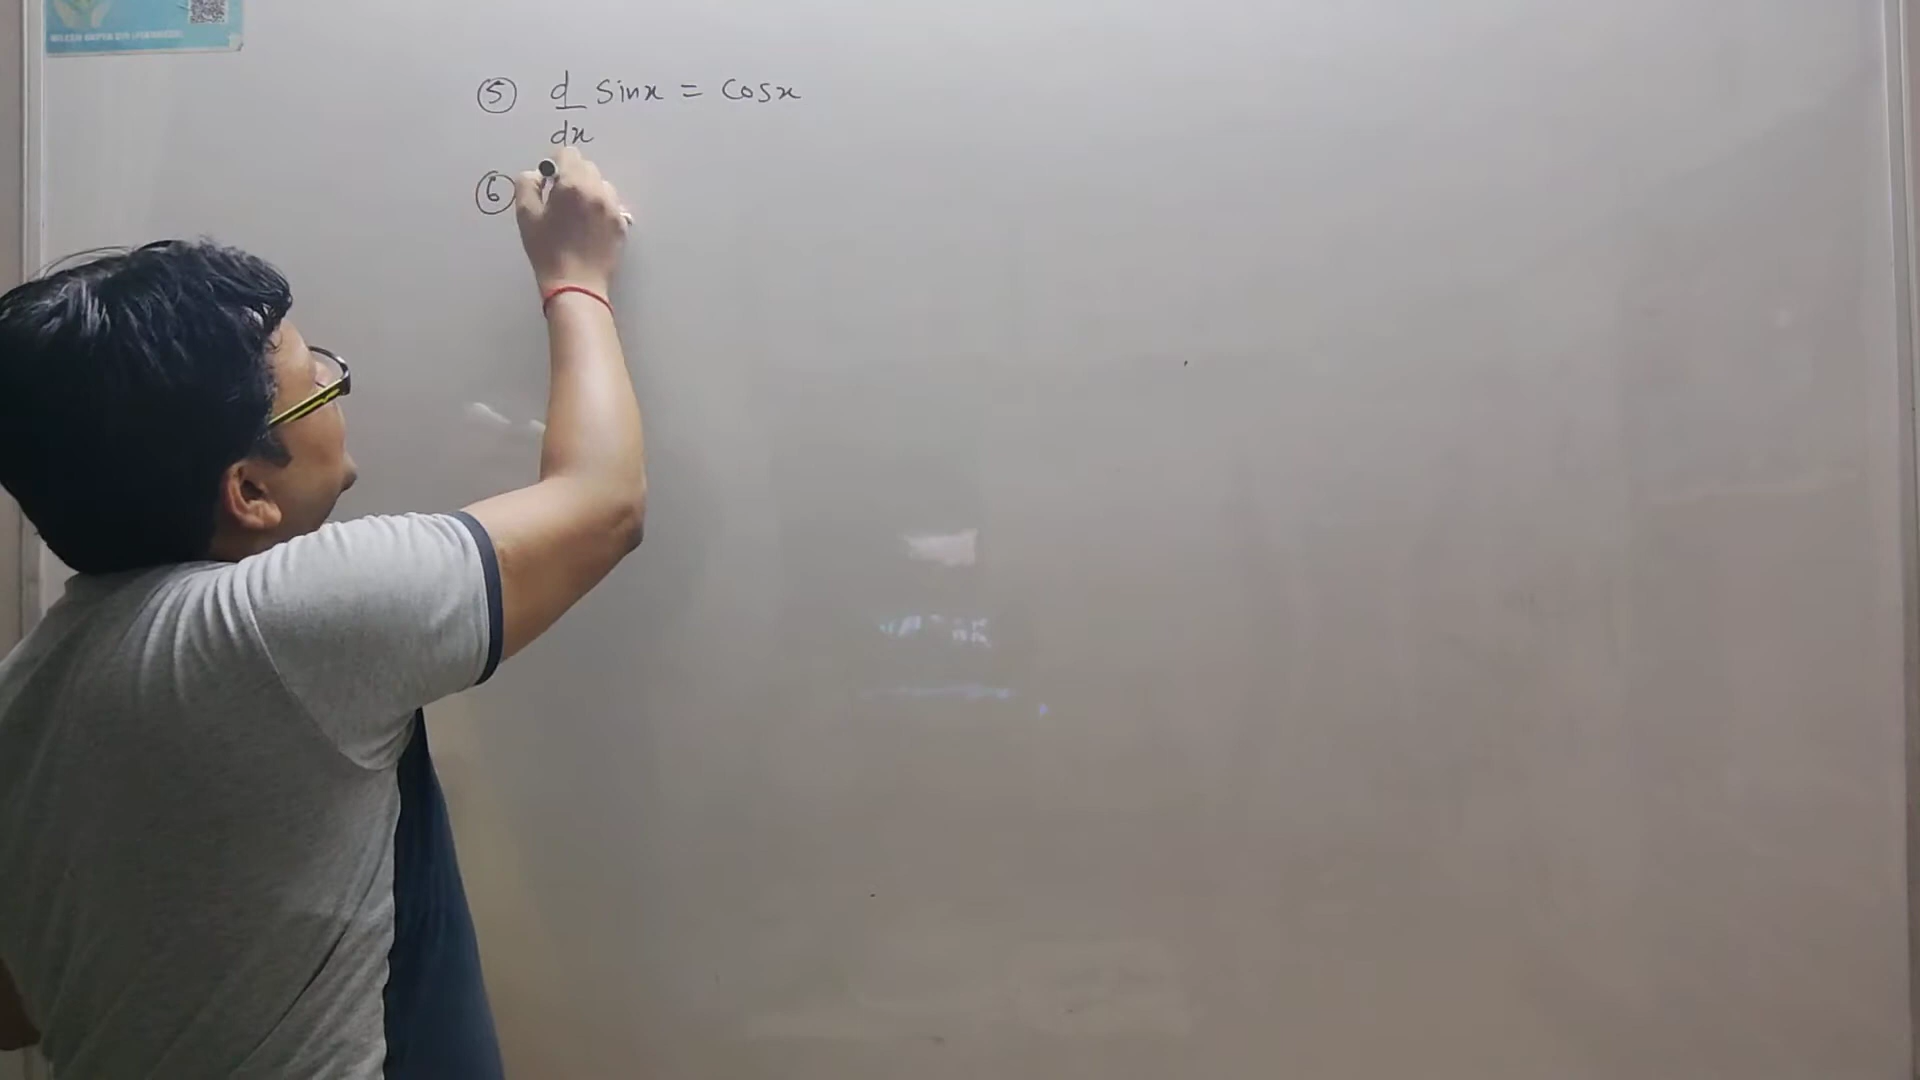 ⑤ d/dx sinx = cosx
⑥